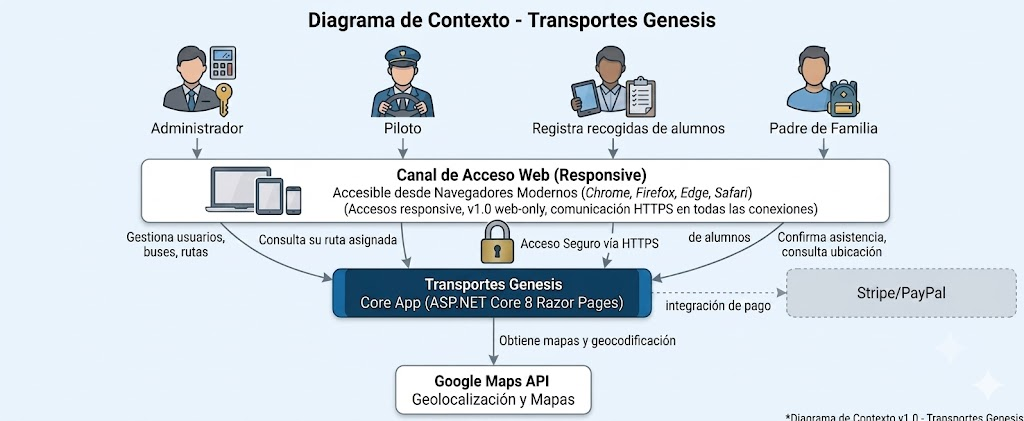 Diagrama de Contexto - Transportes Genesis
Administrador
Piloto
Registra recogidas de alumnos
Padre de Familia
Canal de Acceso Web (Responsive)
Accesible desde Navegadores Modernos (Chrome, Firefox, Edge, Safari)
(Accesos responsive, v1.0 web-only, comunicación HTTPS en todas las conexiones)
Gestiona usuarios,
buses, rutas
Consulta su ruta asignada
Acceso Seguro vía HTTPS
de alumnos
Confirma asistencia,
consulta ubicación
Transportes Genesis
Core App (ASP.NET Core 8 Razor Pages)
integración de pago
Stripe/PayPal
Obtiene mapas y geocodificación
Google Maps API
Geolocalización y Mapas
*Diagrama de Contexto v1.0 - Transportes Genesis